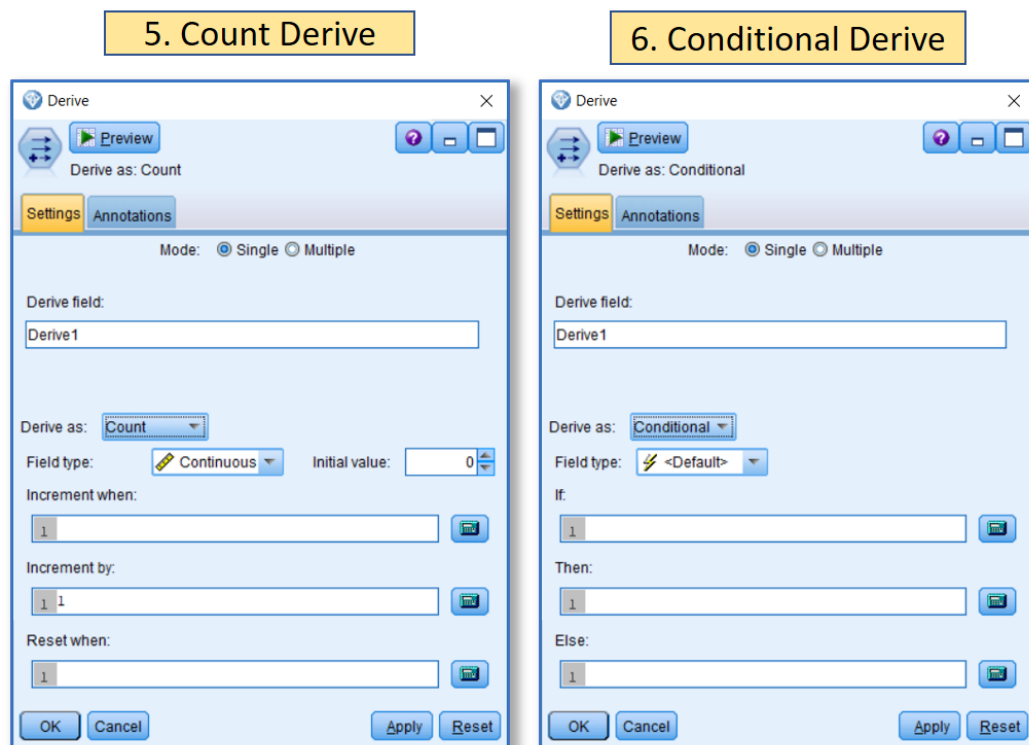 5. Count Derive
Derive
Preview
Derive as: Count
Settings Annotations
Mode: Single Multiple
Derive field:
Derive1
Derive as: Count
Field type: Continuous Initial value: 0
Increment when:
1
Increment by:
1 1
Reset when:
1
OK Cancel Apply Reset
6. Conditional Derive
Derive
Preview
Derive as: Conditional
Settings Annotations
Mode: Single Multiple
Derive field:
Derive1
Derive as: Conditional
Field type: <Default>
If:
1
Then:
1
Else:
1
OK Cancel Apply Reset